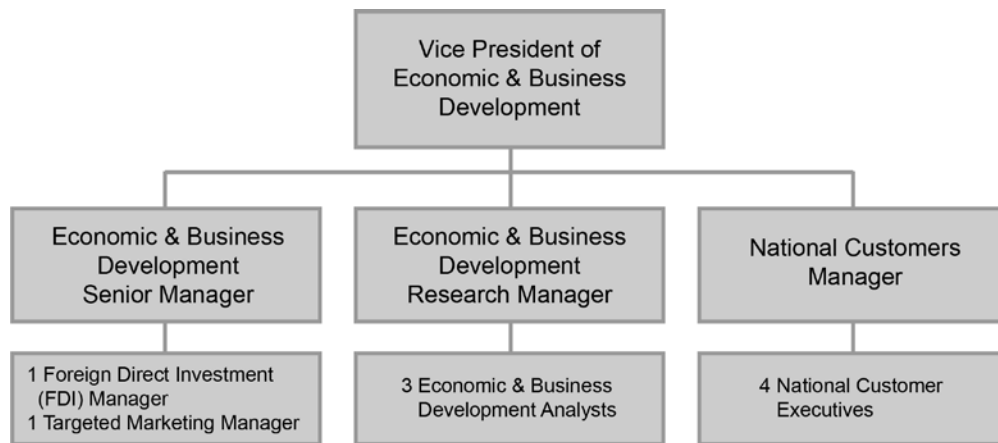 Vice President of
Economic & Business
Development
Economic & Business
Development
Senior Manager
Economic & Business
Development
Research Manager
National Customers
Manager
1 Foreign Direct Investment
(FDI) Manager
1 Targeted Marketing Manager
3 Economic & Business
Development Analysts
4 National Customer
Executives